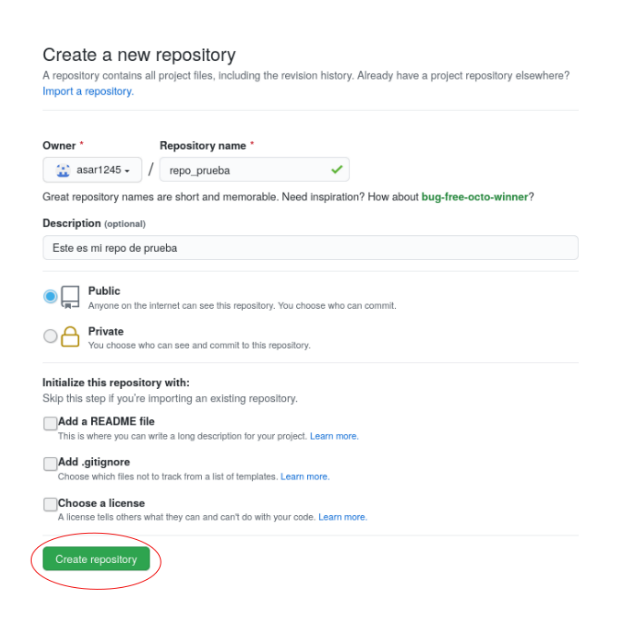 Create a new repository
A repository contains all project files, including the revision history. Already have a project repository elsewhere?
Import a repository.
Owner * Repository name *
asar1245 / repo_prueba
Great repository names are short and memorable. Need inspiration? How about bug-free-octo-winner?
Description (optional)
Este es mi repo de prueba
Public
Anyone on the internet can see this repository. You choose who can commit.
Private
You choose who can see and commit to this repository.
Initialize this repository with:
Skip this step if you're importing an existing repository.
Add a README file
This is where you can write a long description for your project. Learn more.
Add .gitignore
Choose which files not to track from a list of templates. Learn more.
Choose a license
A license tells others what they can and can't do with your code. Learn more.
Create repository